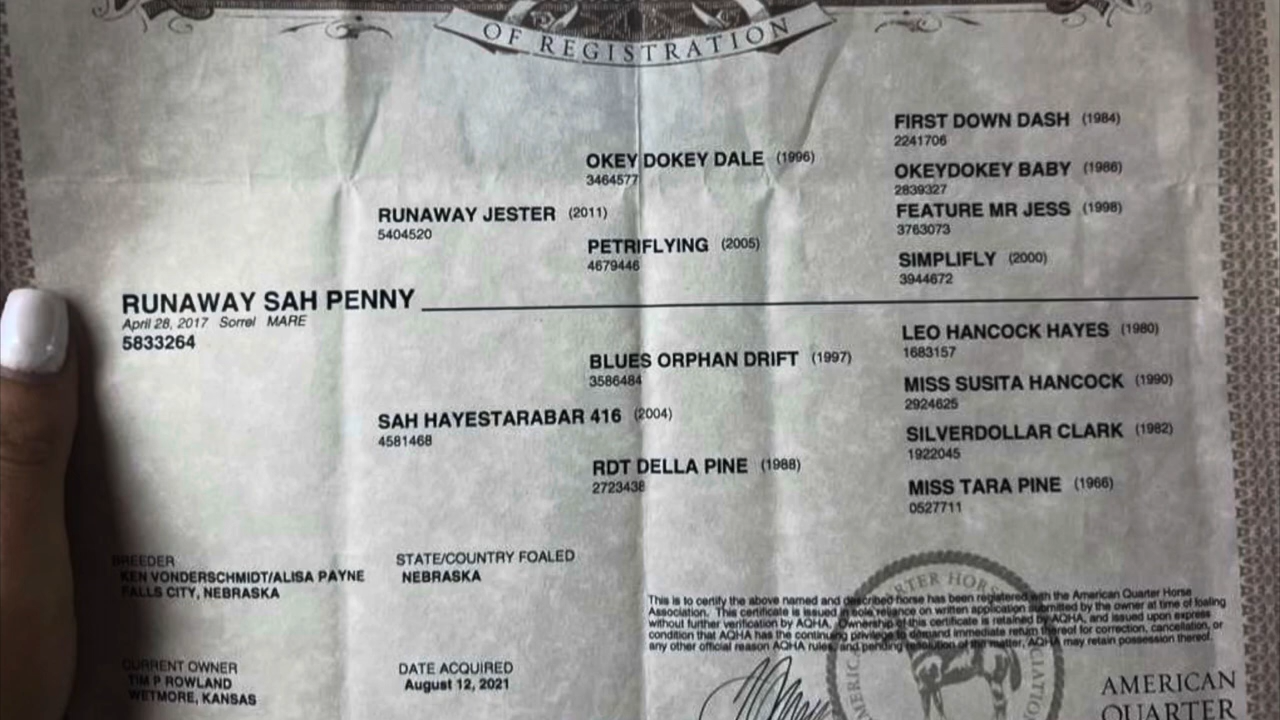 OF REGISTRATION
FIRST DOWN DASH (1984)
2241706
OKEY DOKEY DALE (1996)
3464577
OKEYDOKEY BABY (1986)
2839327
RUNAWAY JESTER (2011)
5404520
FEATURE MR JESS (1998)
3763073
PETRIFLYING (2005)
4679446
SIMPLIFLY (2000)
3944672
RUNAWAY SAH PENNY
April 28, 2017 Sorrel MARE
5833264
LEO HANCOCK HAYES (1980)
1683157
BLUES ORPHAN DRIFT (1997)
3586484
MISS SUSITA HANCOCK (1990)
2924625
SAH HAYESTARABAR 416 (2004)
4581468
SILVERDOLLAR CLARK (1982)
1922045
RDT DELLA PINE (1988)
2723438
MISS TARA PINE (1966)
0527711
BREEDER
KEN VONDERSCHMIDT/ALISA PAYNE
FALLS CITY, NEBRASKA
STATE/COUNTRY FOALED
NEBRASKA
This is to certify the above named and described horse has been registered with the American Quarter Horse
Association. This certificate is issued in sole reliance on written application submitted by the owner at time of foaling
without further verification by AQHA. Ownership of this certificate is retained by AQHA, and issued upon express
condition that AQHA has the continuing privilege to demand immediate return thereof for correction, cancellation, or
any other official reason AQHA rules, and pending resolution of the matter, AQHA may retain possession thereof.
CURRENT OWNER
TIM P ROWLAND
WETMORE, KANSAS
DATE ACQUIRED
August 12, 2021
AMERICAN
QUARTER